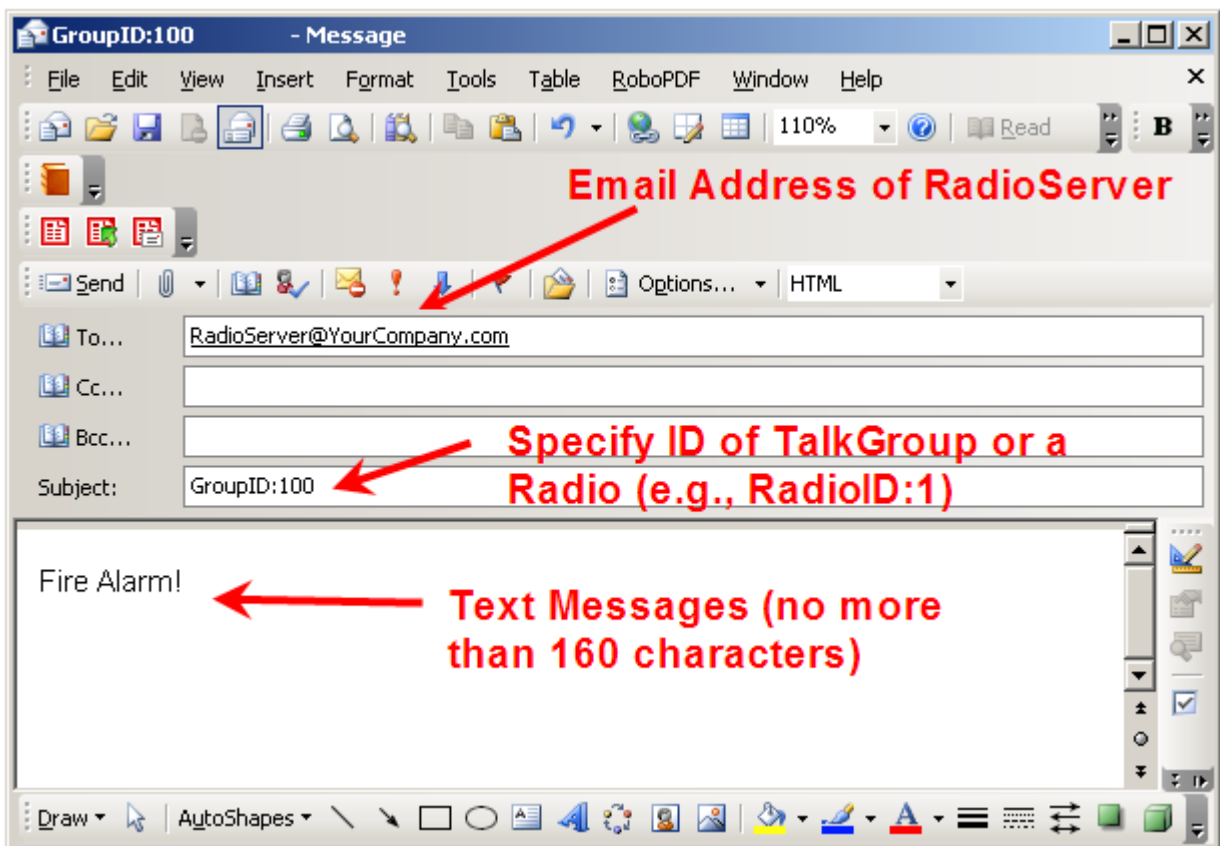 GroupID:100 - Message
File Edit View Insert Format Tools Table RoboPDF Window Help
110% Read B
Email Address of RadioServer
Send Options... HTML
To... RadioServer@YourCompany.com
Cc...
Bcc...
Specify ID of TalkGroup or a
Radio (e.g., RadioID:1)
Subject: GroupID:100
Fire Alarm!
Text Messages (no more
than 160 characters)
Draw AutoShapes